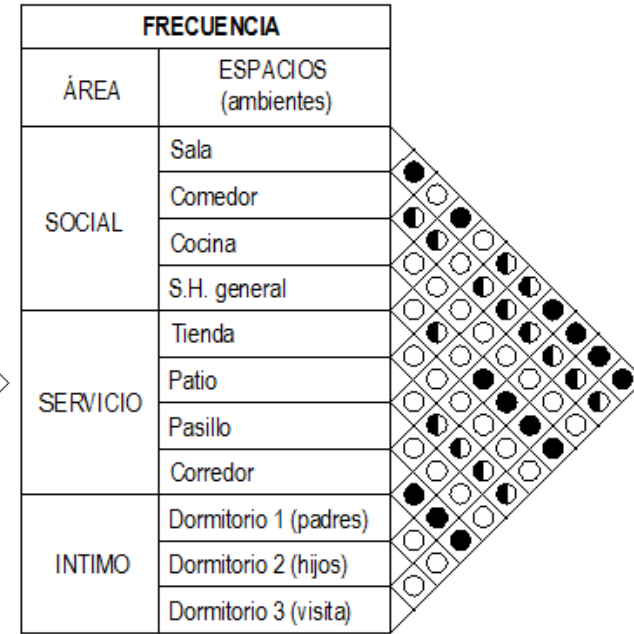 FRECUENCIA
ÁREA
ESPACIOS
(ambientes)
SOCIAL
Sala
Comedor
Cocina
S.H. general
SERVICIO
Tienda
Patio
Pasillo
Corredor
INTIMO
Dormitorio 1 (padres)
Dormitorio 2 (hijos)
Dormitorio 3 (visita)